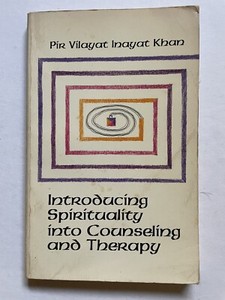 Pir Vilayat Inayat Khan
Introducing
Spirituality
into Counseling
and Therapy